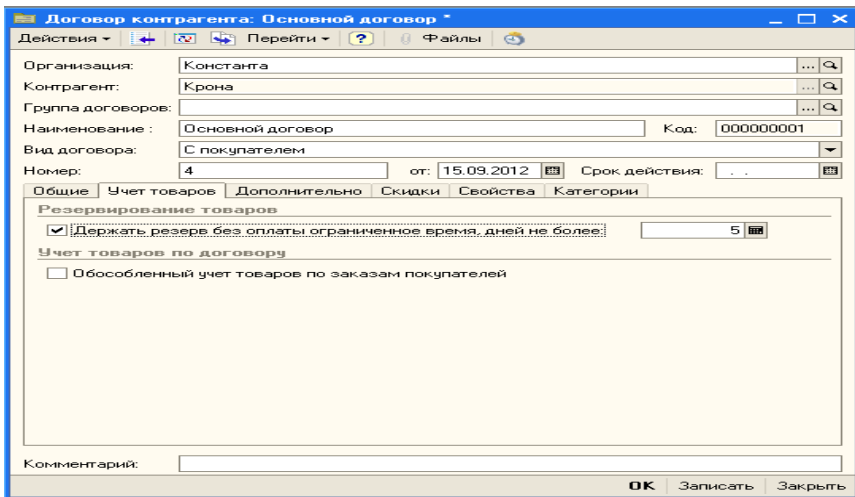 Договор контрагента: Основной договор *
Действия Перейти ? Файлы
Организация: Константа ...
Контрагент: Крона ...
Группа договоров: ...
Наименование : Основной договор Код: 000000001
Вид договора: С покупателем
Номер: 4 от: 15.09.2012 Срок действия: . .
Общие Учет товаров Дополнительно Скидки Свойства Категории
Резервирование товаров
Держать резерв без оплаты ограниченное время, дней не более: 5
Учет товаров по договору
Обособленный учет товаров по заказам покупателей
Комментарий:
OK Записать Закрыть